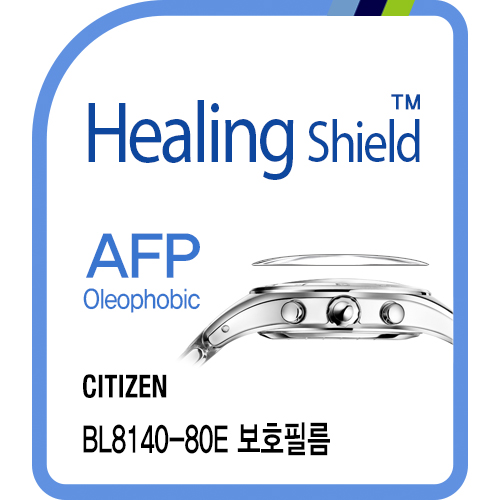 Healing Shield™
AFP
Oleophobic
CITIZEN
BL8140-80E 보호필름